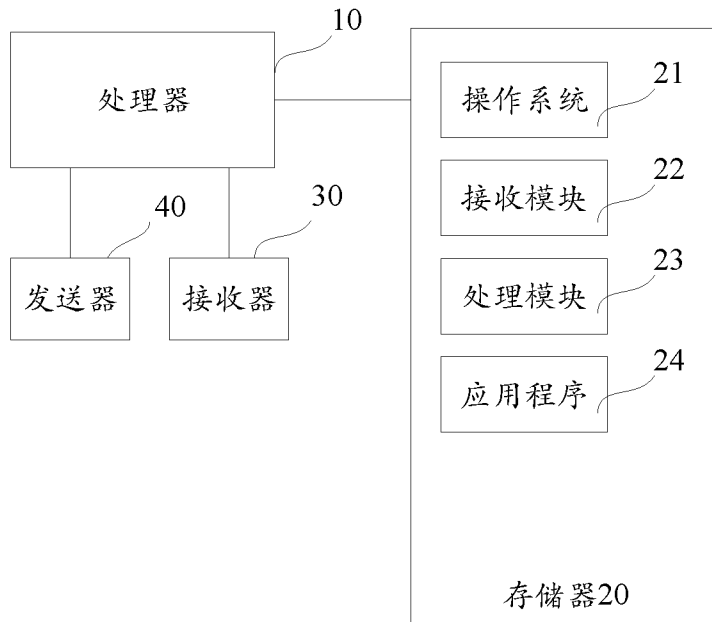 10
处理器
40
30
发送器
接收器
21
操作系统
22
接收模块
23
处理模块
24
应用程序
存储器20